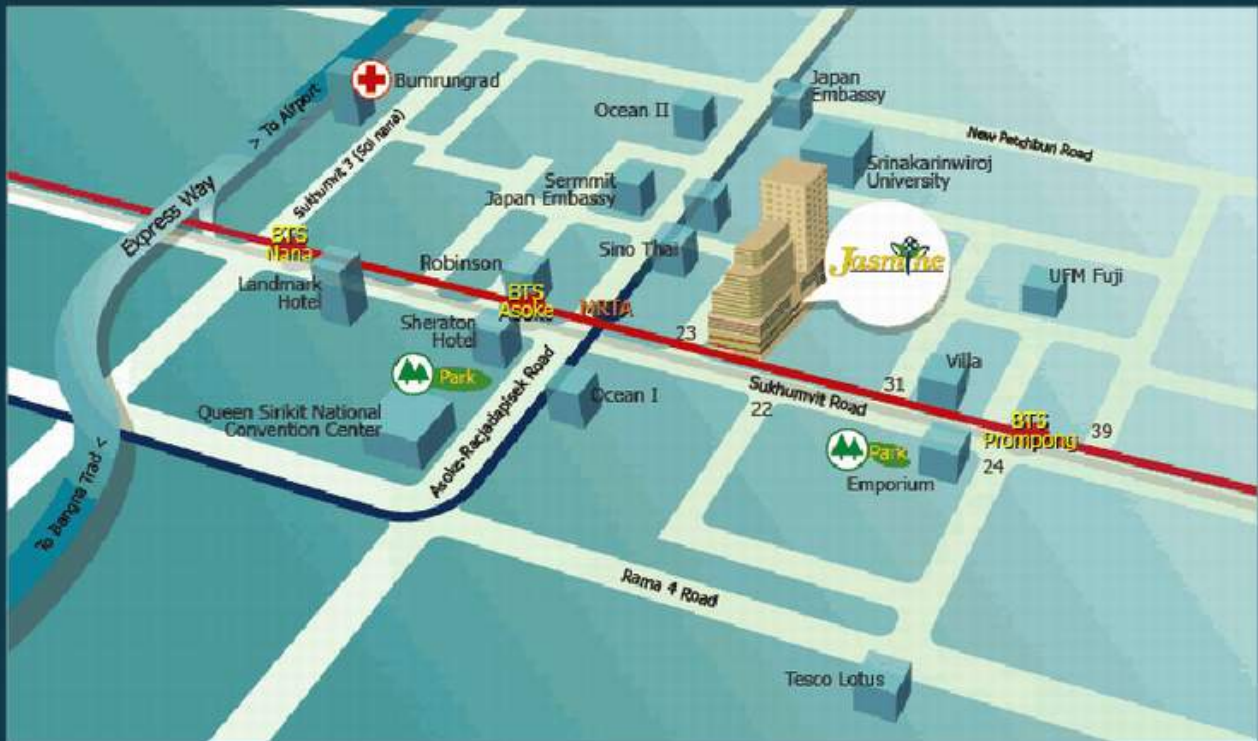 Bumrungrad
> To Airport
Sukhumvit 3 (Soi nana)
Express Way
Japan
Embassy
Ocean II
New Petchburi Road
Srinakarinwiroj
University
Sermmit
Japan Embassy
Sino Thai
Jasmine
UFM Fuji
BTS
Nana
Robinson
Landmark
Hotel
BTS
Asoke
MRTA
Sheraton
Hotel
23
Park
Ocean I
Villa
31
Sukhumvit Road
22
Queen Sirikit National
Convention Center
Asoke-Racjadapisek Road
BTS
Prompong
39
Park
24
Emporium
To Bangna Trad <
Rama 4 Road
Tesco Lotus